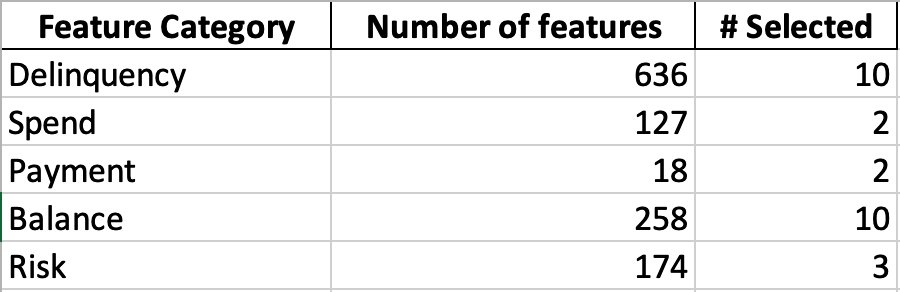 Feature Category Number of features # Selected
Delinquency 636 10
Spend 127 2
Payment 18 2
Balance 258 10
Risk 174 3